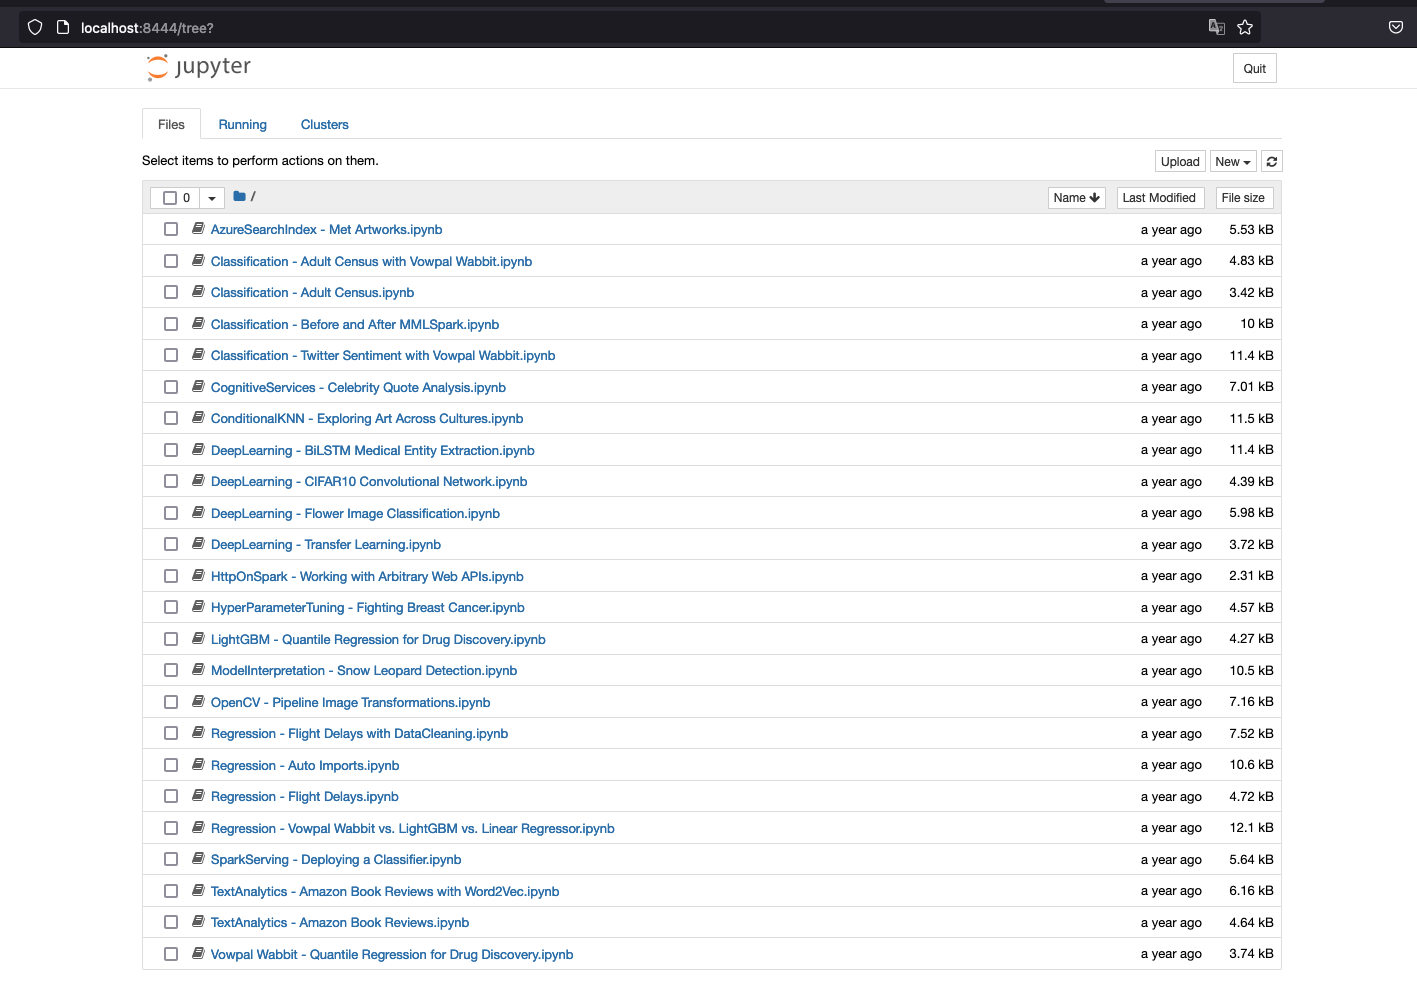 localhost:8444/tree?
jupyter
Quit
Files Running Clusters
Select items to perform actions on them. Upload New
0 / Name Last Modified File size
AzureSearchIndex - Met Artworks.ipynb a year ago 5.53 kB
Classification - Adult Census with Vowpal Wabbit.ipynb a year ago 4.83 kB
Classification - Adult Census.ipynb a year ago 3.42 kB
Classification - Before and After MMLSpark.ipynb a year ago 10 kB
Classification - Twitter Sentiment with Vowpal Wabbit.ipynb a year ago 11.4 kB
CognitiveServices - Celebrity Quote Analysis.ipynb a year ago 7.01 kB
ConditionalKNN - Exploring Art Across Cultures.ipynb a year ago 11.5 kB
DeepLearning - BiLSTM Medical Entity Extraction.ipynb a year ago 11.4 kB
DeepLearning - CIFAR10 Convolutional Network.ipynb a year ago 4.39 kB
DeepLearning - Flower Image Classification.ipynb a year ago 5.98 kB
DeepLearning - Transfer Learning.ipynb a year ago 3.72 kB
HttpOnSpark - Working with Arbitrary Web APIs.ipynb a year ago 2.31 kB
HyperParameterTuning - Fighting Breast Cancer.ipynb a year ago 4.57 kB
LightGBM - Quantile Regression for Drug Discovery.ipynb a year ago 4.27 kB
ModelInterpretation - Snow Leopard Detection.ipynb a year ago 10.5 kB
OpenCV - Pipeline Image Transformations.ipynb a year ago 7.16 kB
Regression - Flight Delays with DataCleaning.ipynb a year ago 7.52 kB
Regression - Auto Imports.ipynb a year ago 10.6 kB
Regression - Flight Delays.ipynb a year ago 4.72 kB
Regression - Vowpal Wabbit vs. LightGBM vs. Linear Regressor.ipynb a year ago 12.1 kB
SparkServing - Deploying a Classifier.ipynb a year ago 5.64 kB
TextAnalytics - Amazon Book Reviews with Word2Vec.ipynb a year ago 6.16 kB
TextAnalytics - Amazon Book Reviews.ipynb a year ago 4.64 kB
Vowpal Wabbit - Quantile Regression for Drug Discovery.ipynb a year ago 3.74 kB